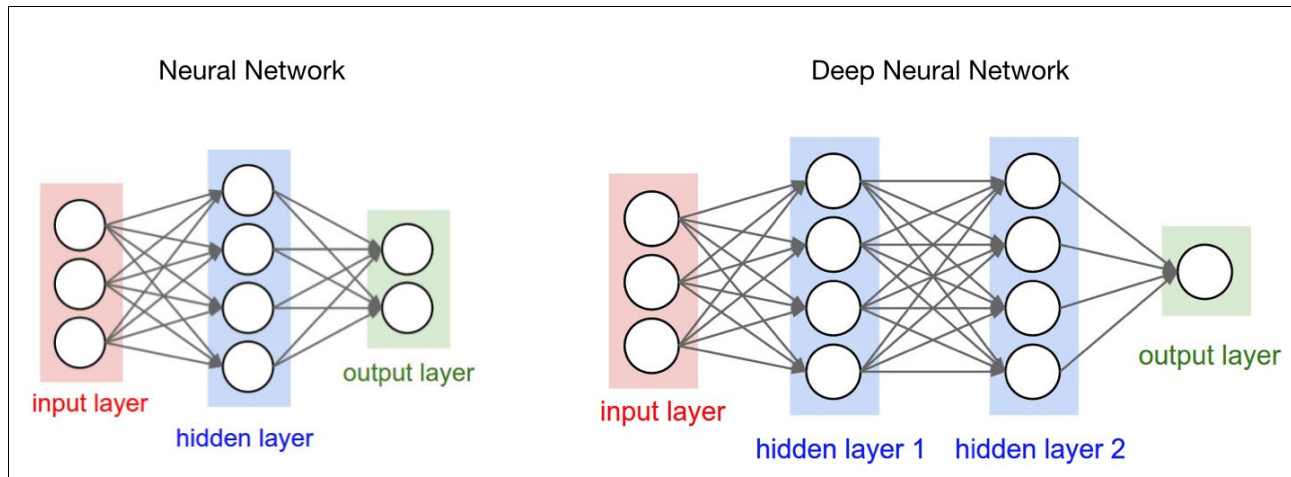 Neural Network
input layer
hidden layer
output layer
Deep Neural Network
input layer
hidden layer 1
hidden layer 2
output layer